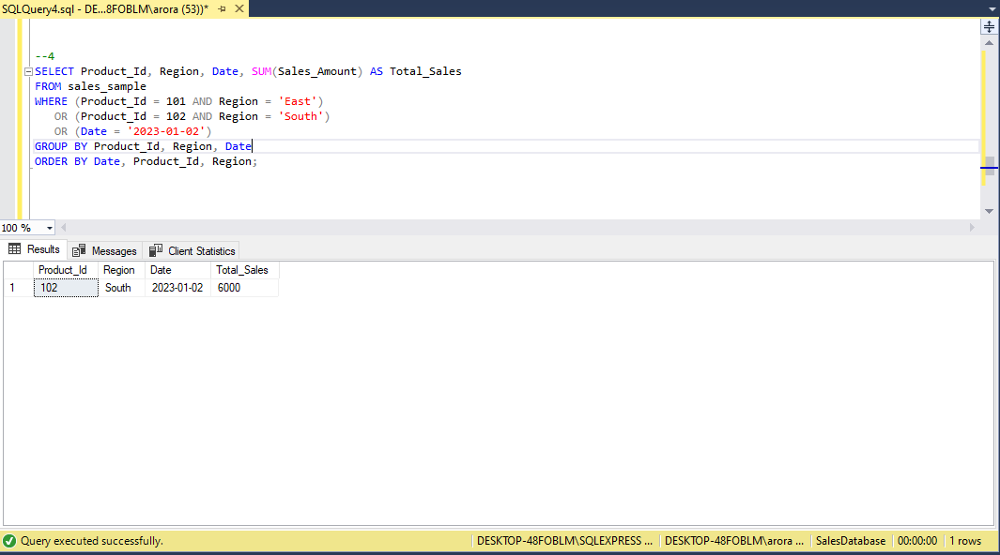 SQLQuery4.sql - DE...8FOBLM\arora (53))*
--4
SELECT Product_Id, Region, Date, SUM(Sales_Amount) AS Total_Sales
FROM sales_sample
WHERE (Product_Id = 101 AND Region = 'East')
OR (Product_Id = 102 AND Region = 'South')
OR (Date = '2023-01-02')
GROUP BY Product_Id, Region, Date
ORDER BY Date, Product_Id, Region;
100 %
Results Messages Client Statistics
Product_Id Region Date Total_Sales
1 102 South 2023-01-02 6000
Query executed successfully. DESKTOP-48FOBLM\SQLEXPRESS ... DESKTOP-48FOBLM\arora ... SalesDatabase 00:00:00 1 rows